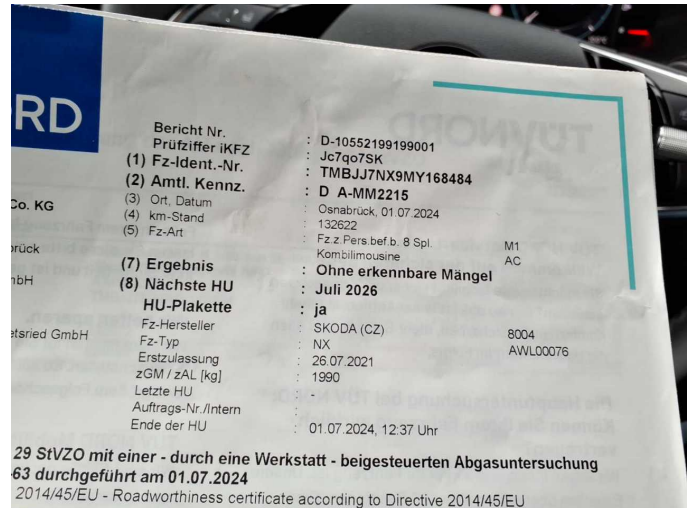 ORD
Bericht Nr. : D-10552199199001
Prüfziffer iKFZ : Jc7qo7SK
(1) Fz-Ident.-Nr. : TMBJJ7NX9MY168484
(2) Amtl. Kennz. : D A-MM2215
(3) Ort, Datum : Osnabrück, 01.07.2024
Co. KG (4) km-Stand : 132622
(5) Fz-Art : Fz.z.Pers.bef.b. 8 Spl. M1
brück Kombilimousine AC
mbH (7) Ergebnis : Ohne erkennbare Mängel
(8) Nächste HU : Juli 2026
HU-Plakette : ja
etsried GmbH Fz-Hersteller : SKODA (CZ) 8004
Fz-Typ : NX AWL00076
Erstzulassung : 26.07.2021
zGM / zAL [kg] : 1990
Letzte HU : -
Auftrags-Nr./Intern : -
Ende der HU : 01.07.2024, 12:37 Uhr
29 StVZO mit einer - durch eine Werkstatt - beigesteuerten Abgasuntersuchung
-63 durchgeführt am 01.07.2024
2014/45/EU - Roadworthiness certificate according to Directive 2014/45/EU